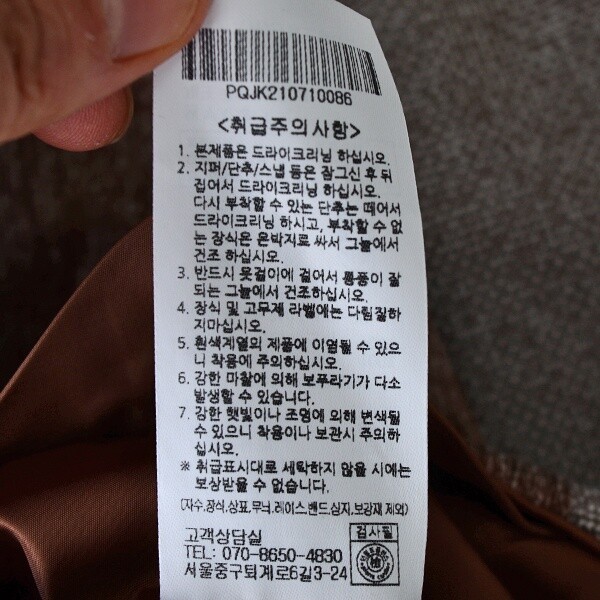 PQJK210710086
<취급주의사항>
1. 본제품은 드라이크리닝 하십시오.
2. 지퍼/단추/스냅 등은 잠그신 후 뒤
집어서 드라이크리닝 하십시오.
다시 부착할 수 있는 단추는 떼어서
드라이크리닝 하시고, 부착할 수 없
는 장식은 은박지로 싸서 그늘에서
건조 하십시오.
3. 반드시 옷걸이에 걸어서 통풍이 잘
되는 그늘에서 건조하십시오.
4. 장식 및 고무제 라벨에는 다림질하
지마십시오.
5. 흰색계열의 제품에 이염될 수 있으
니 착용에 주의하십시오.
6. 강한 마찰에 의해 보푸라기가 다소
발생할 수 있습니다.
7. 강한 햇빛이나 조명에 의해 변색될
수 있으니 착용이나 보관시 주의하
십시오.
※ 취급표시대로 세탁하지 않을 시에는
보상받을 수 없습니다.
(자수,장식,상표,무늬,레이스밴드,심지,보강재 제외)
고객상담실
TEL: 070-8650-4830
서울중구퇴계로6길3-24
검사필